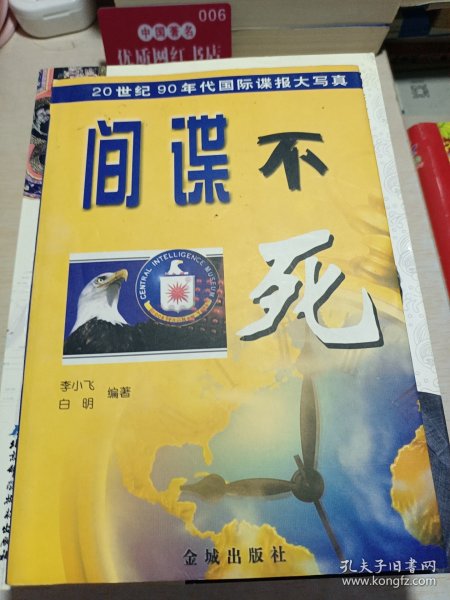 006
中国著名
优质网红书店
20世纪90年代国际谍报大写真
间谍不死
CENTRAL INTELLIGENCE MUSEUM
李小飞
白明 编著
金城出版社
孔夫子旧书网
www.kongfz.com